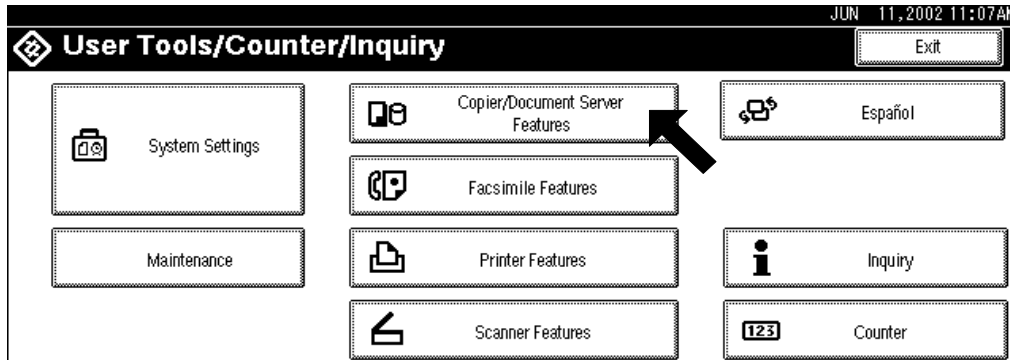 JUN 11,2002 11:07AM
User Tools/Counter/Inquiry
Exit
System Settings
Copier/Document Server
Features
Español
Facsimile Features
Maintenance
Printer Features
Inquiry
Scanner Features
123
Counter